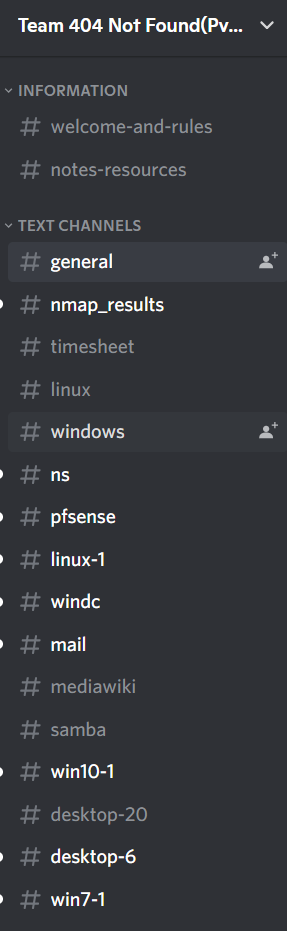 Team 404 Not Found(Pv...
INFORMATION
# welcome-and-rules
# notes-resources
TEXT CHANNELS
# general
# nmap_results
# timesheet
# linux
# windows
# ns
# pfsense
# linux-1
# windc
# mail
# mediawiki
# samba
# win10-1
# desktop-20
# desktop-6
# win7-1